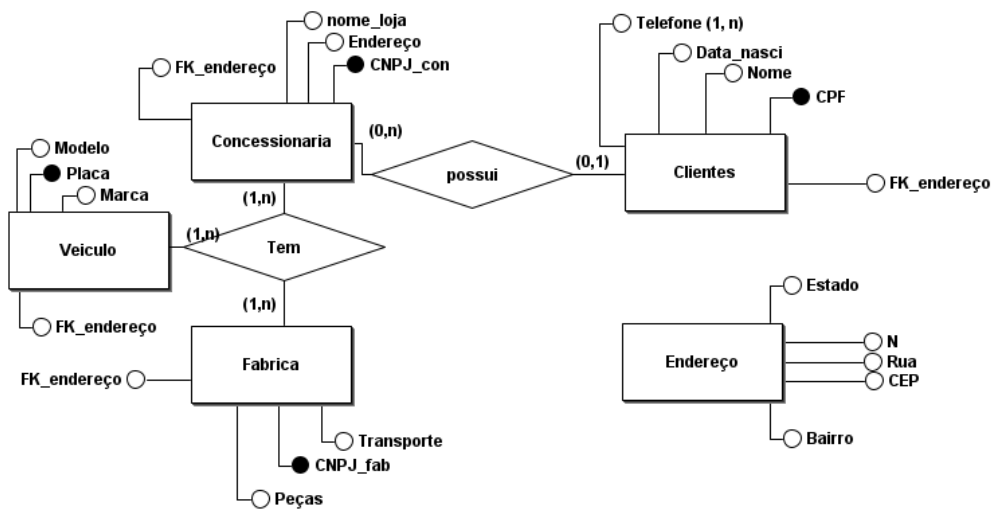 nome_loja
Endereço
CNPJ_con
FK_endereço
Concessionaria
(0,n)
possui
(0,1)
Telefone (1, n)
Data_nasci
Nome
CPF
Clientes
FK_endereço
Modelo
Placa
Marca
Veiculo
FK_endereço
(1,n)
(1,n)
Tem
(1,n)
Fabrica
FK_endereço
Transporte
CNPJ_fab
Peças
Endereço
Estado
N
Rua
CEP
Bairro